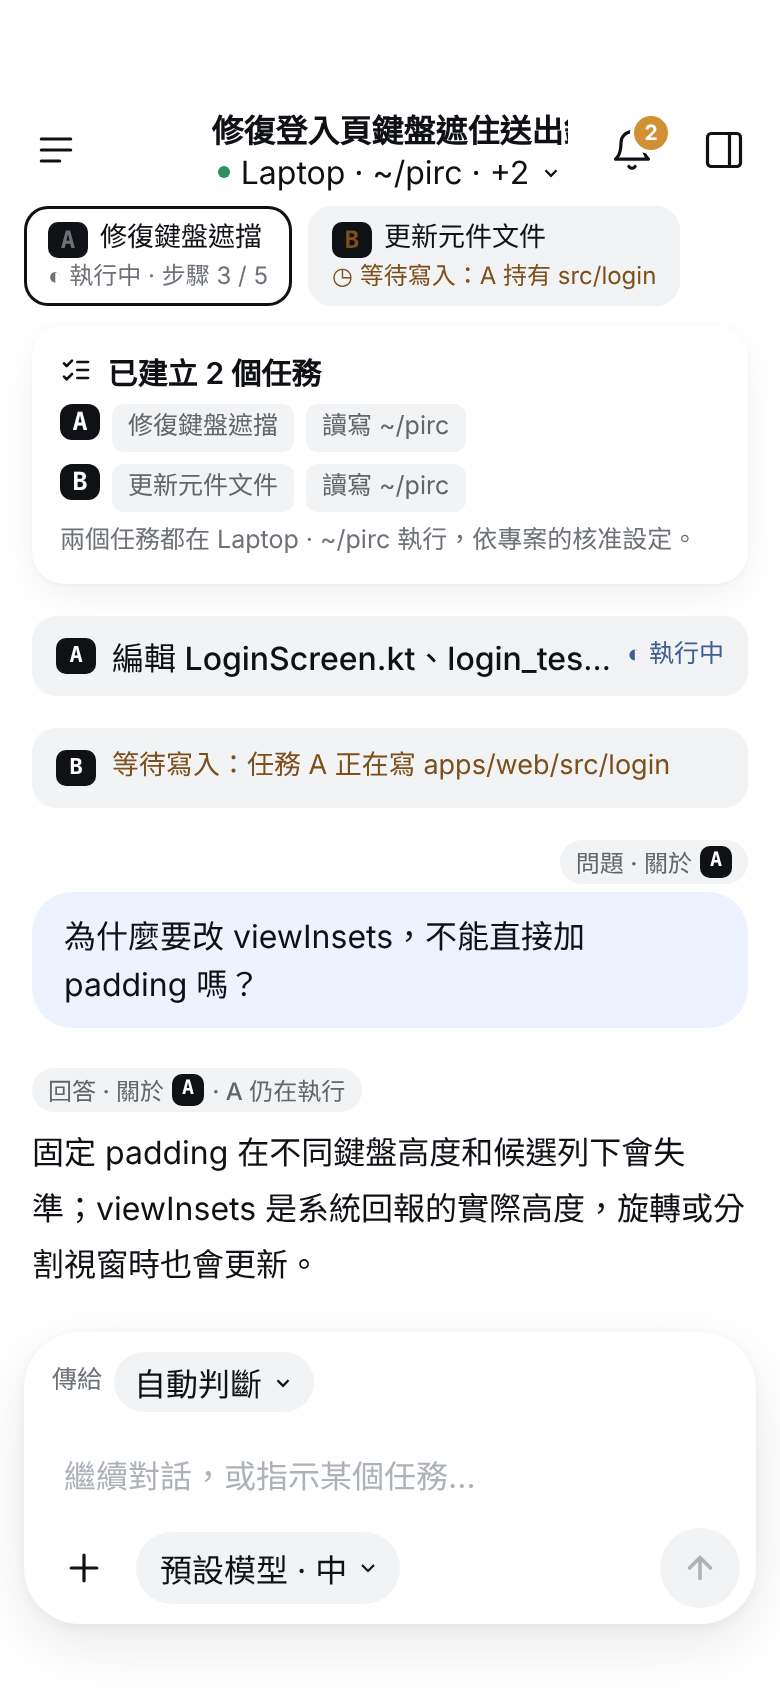 修復登入頁鍵盤遮住送出
Laptop · ~/pirc · +2
2
A 修復鍵盤遮擋
執行中 · 步驟 3 / 5
B 更新元件文件
等待寫入：A 持有 src/login
已建立 2 個任務
A 修復鍵盤遮擋 讀寫 ~/pirc
B 更新元件文件 讀寫 ~/pirc
兩個任務都在 Laptop · ~/pirc 執行，依專案的核准設定。
A 編輯 LoginScreen.kt、login_tes... 執行中
B 等待寫入：任務 A 正在寫 apps/web/src/login
問題 · 關於 A
為什麼要改 viewInsets，不能直接加
padding 嗎？
回答 · 關於 A · A 仍在執行
固定 padding 在不同鍵盤高度和候選列下會失
準；viewInsets 是系統回報的實際高度，旋轉或分
割視窗時也會更新。
傳給 自動判斷
繼續對話，或指示某個任務...
預設模型 · 中